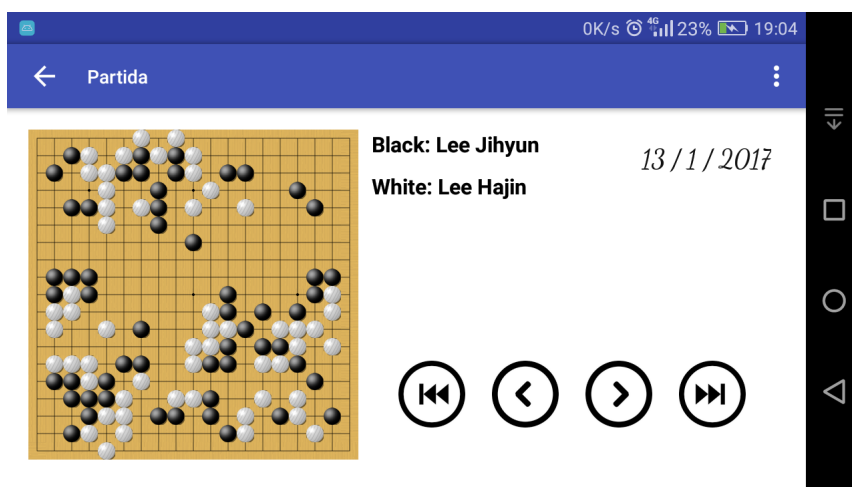 0K/s 4G 23% 19:04
Partida
Black: Lee Jihyun
13/1/2017
White: Lee Hajin